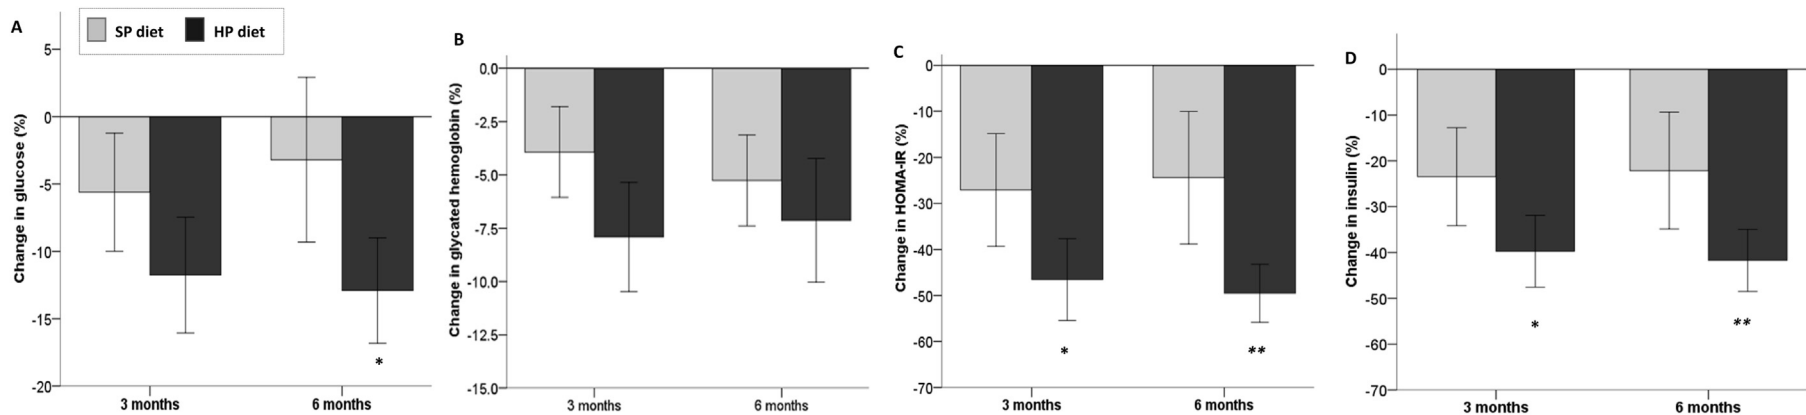 A
SP diet
HP diet
Change in glucose (%)
5
0
-5
-10
-15
-20
*
3 months
6 months
B
Change in glycated hemoglobin (%)
0.0
-2.5
-5.0
-7.5
-10.0
-12.5
-15.0
3 months
6 months
C
Change in HOMA-IR (%)
0
-10
-20
-30
-40
-50
-60
-70
*
**
3 months
6 months
D
Change in insulin (%)
0
-10
-20
-30
-40
-50
-60
-70
*
**
3 months
6 months